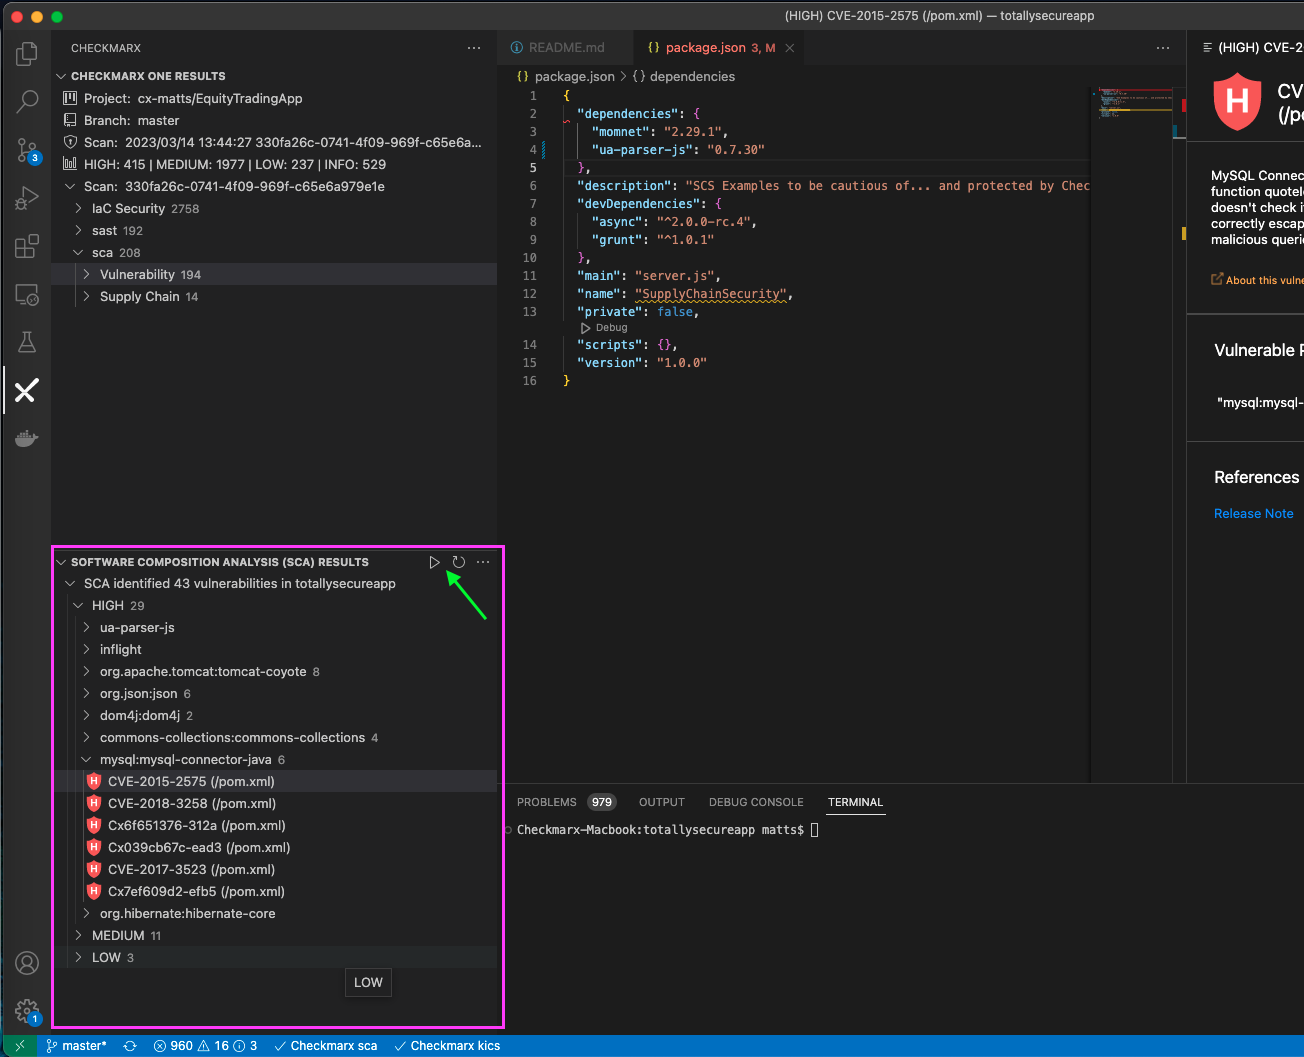 (HIGH) CVE-2015-2575 (/pom.xml) — totallysecureapp
CHECKMARX
CHECKMARX ONE RESULTS
Project: cx-matts/EquityTradingApp
Branch: master
Scan: 2023/03/14 13:44:27 330fa26c-0741-4f09-969f-c65e6a...
HIGH: 415 | MEDIUM: 1977 | LOW: 237 | INFO: 529
Scan: 330fa26c-0741-4f09-969f-c65e6a979e1e
IaC Security 2758
sast 192
sca 208
Vulnerability 194
Supply Chain 14
3
SOFTWARE COMPOSITION ANALYSIS (SCA) RESULTS
SCA identified 43 vulnerabilities in totallysecureapp
HIGH 29
ua-parser-js
inflight
org.apache.tomcat:tomcat-coyote 8
org.json:json 6
dom4j:dom4j 2
commons-collections:commons-collections 4
mysql:mysql-connector-java 6
H CVE-2015-2575 (/pom.xml)
H CVE-2018-3258 (/pom.xml)
H Cx6f651376-312a (/pom.xml)
H Cx039cb67c-ead3 (/pom.xml)
H CVE-2017-3523 (/pom.xml)
H Cx7ef609d2-efb5 (/pom.xml)
org.hibernate:hibernate-core
MEDIUM 11
LOW 3
LOW
1
README.md
{} package.json 3, M
{} package.json > {} dependencies
1 {
2 "dependencies": {
3 "momnet": "2.29.1",
4 "ua-parser-js": "0.7.30"
5 },
6 "description": "SCS Examples to be cautious of... and protected by Chec
7 "devDependencies": {
8 "async": "^2.0.0-rc.4",
9 "grunt": "^1.0.1"
10 },
11 "main": "server.js",
12 "name": "SupplyChainSecurity",
13 "private": false,
Debug
14 "scripts": {},
15 "version": "1.0.0"
16 }
(HIGH) CVE-2
H
CV
(/po
MySQL Connec
function quotele
doesn't check i
correctly escap
malicious queri
About this vulne
Vulnerable P
"mysql:mysql-
References
Release Note
PROBLEMS 979 OUTPUT DEBUG CONSOLE TERMINAL
Checkmarx-Macbook:totallysecureapp matts$
master* 960 16 3 Checkmarx sca Checkmarx kics